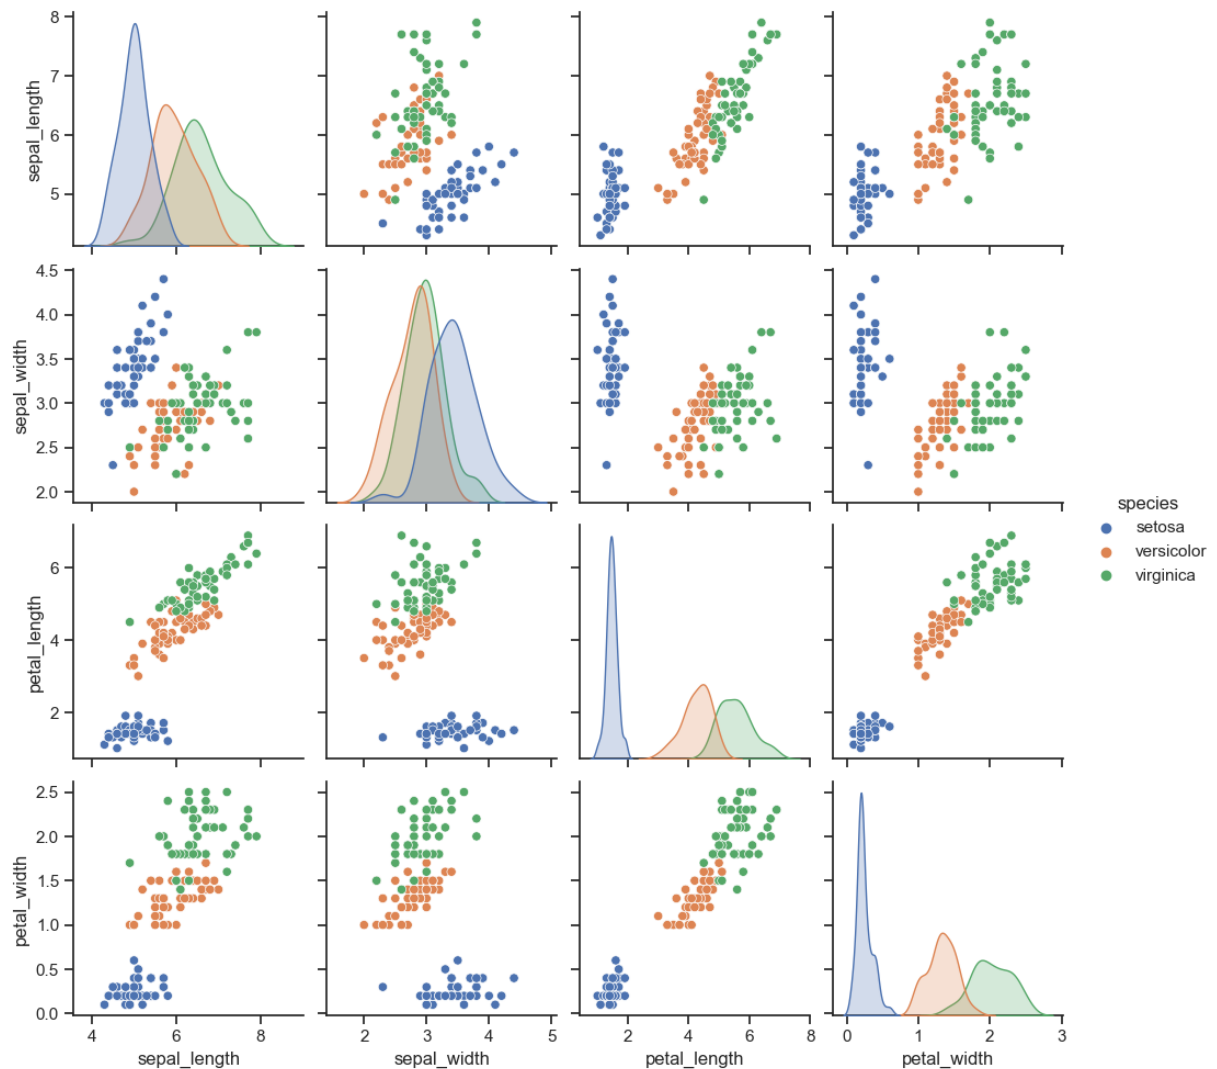 8
7
6
5
sepal_length
4.5
4.0
3.5
3.0
2.5
2.0
sepal_width
6
4
2
petal_length
2.5
2.0
1.5
1.0
0.5
0.0
petal_width
4 6 8
sepal_length
2 3 4 5
sepal_width
2 4 6 8
petal_length
0 1 2 3
petal_width
species
setosa
versicolor
virginica